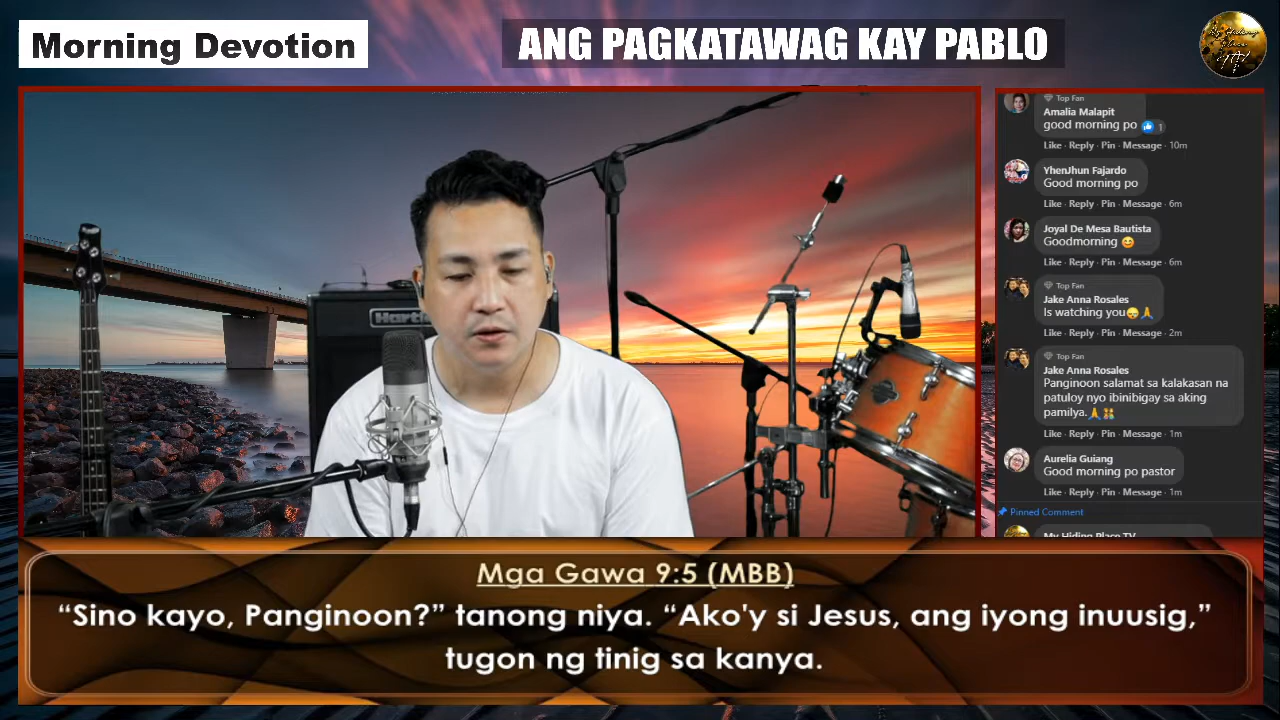 Morning Devotion
ANG PAGKATAWAG KAY PABLO
Top Fan
Amalia Malapit
good morning po
1
Like · Reply · Pin · Message · 10m
YhenJhun Fajardo
Good morning po
Like · Reply · Pin · Message · 6m
Joyal De Mesa Bautista
Goodmorning 😊
Like · Reply · Pin · Message · 6m
Top Fan
Jake Anna Rosales
Is watching you
Like · Reply · Pin · Message · 2m
Top Fan
Jake Anna Rosales
Panginoon salamat sa kalakasan na
patuloy nyo ibinibigay sa aking
pamilya.
Like · Reply · Pin · Message · 1m
Aurelia Guiang
Good morning po pastor
Like · Reply · Pin · Message · 1m
Pinned Comment
My Hiding Place TV
Mga Gawa 9:5 (MBB)
“Sino kayo, Panginoon?” tanong niya. “Ako'y si Jesus, ang iyong inuusig,”
tugon ng tinig sa kanya.